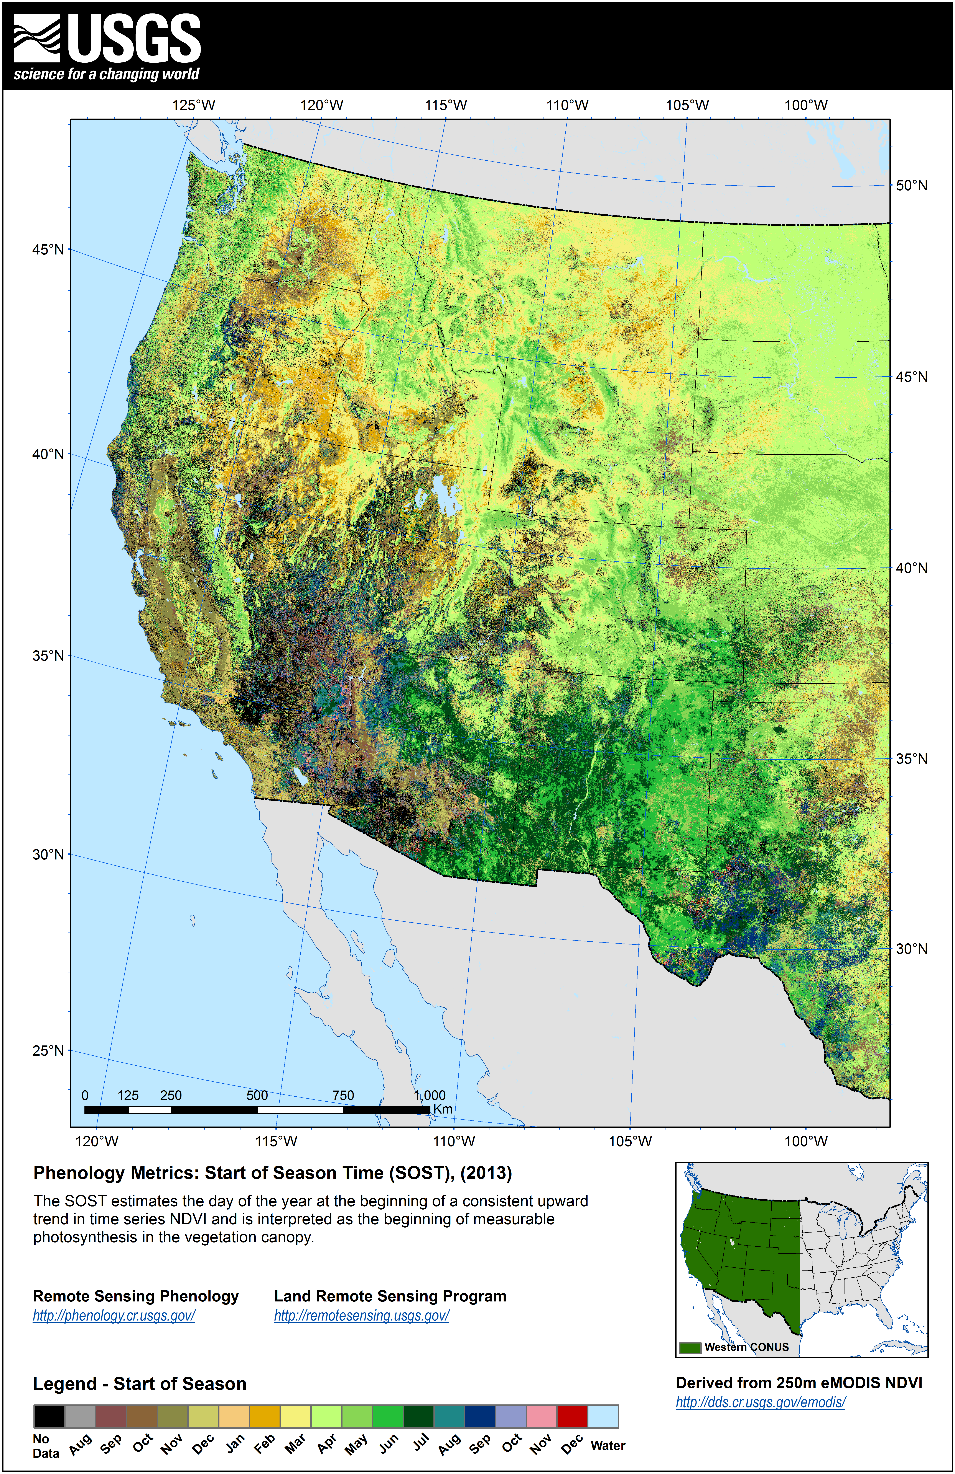 USGS
science for a changing world
125°W 120°W 115°W 110°W 105°W 100°W
50°N
45°N
45°N
40°N
40°N
35°N
35°N
30°N
30°N
25°N
0 125 250 500 750 1,000
Km
120°W 115°W 110°W 105°W 100°W
Phenology Metrics: Start of Season Time (SOST), (2013)
The SOST estimates the day of the year at the beginning of a consistent upward
trend in time series NDVI and is interpreted as the beginning of measurable
photosynthesis in the vegetation canopy.
Remote Sensing Phenology
http://phenology.cr.usgs.gov/
Land Remote Sensing Program
http://remotesensing.usgs.gov/
Western CONUS
Legend - Start of Season
No Data Aug Sep Oct Nov Dec Jan Feb Mar Apr May Jun Jul Aug Sep Oct Nov Dec Water
Derived from 250m eMODIS NDVI
http://dds.cr.usgs.gov/emodis/